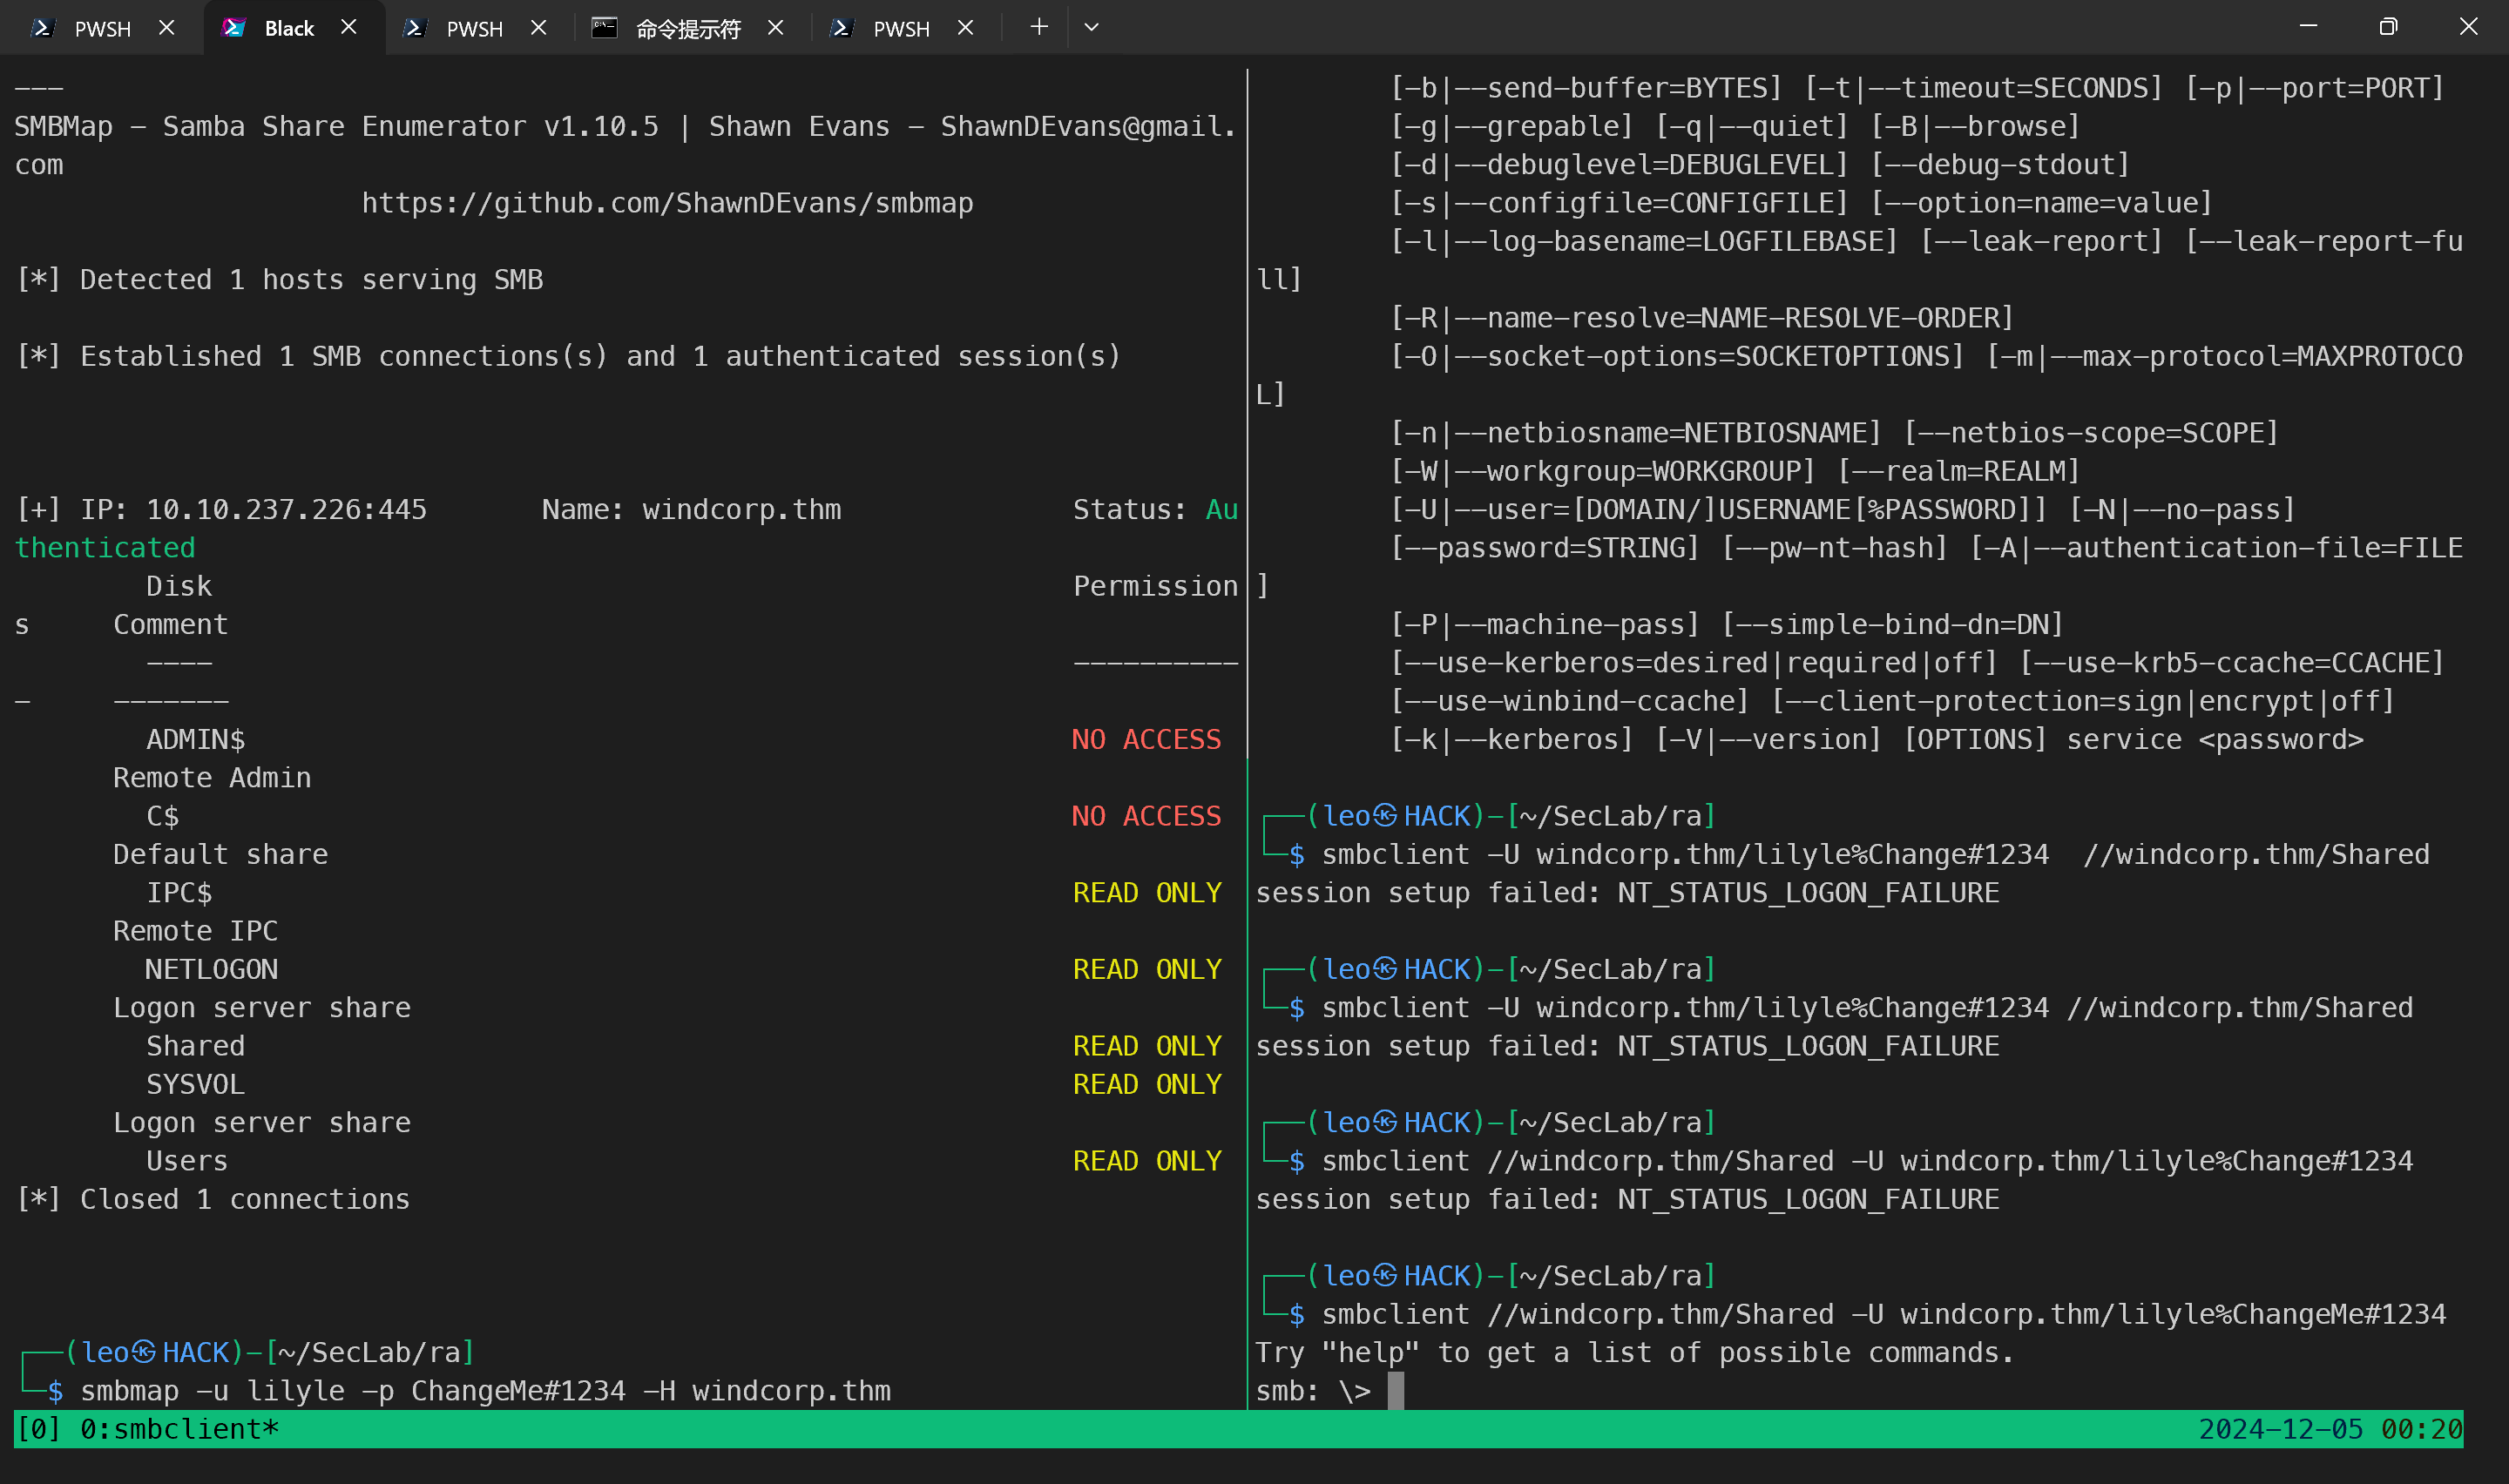 PWSH
Black
PWSH
命令提示符
PWSH
---
SMBMap - Samba Share Enumerator v1.10.5 | Shawn Evans - ShawnDEvans@gmail.
com
https://github.com/ShawnDEvans/smbmap
[*] Detected 1 hosts serving SMB
[*] Established 1 SMB connections(s) and 1 authenticated session(s)
[+] IP: 10.10.237.226:445 Name: windcorp.thm Status: Au
thenticated
Disk Permission
s Comment
---- ----------
- -------
ADMIN$ NO ACCESS
Remote Admin
C$ NO ACCESS
Default share
IPC$ READ ONLY
Remote IPC
NETLOGON READ ONLY
Logon server share
Shared READ ONLY
SYSVOL READ ONLY
Logon server share
Users READ ONLY
[*] Closed 1 connections
┌──(leo㉿HACK)-[~/SecLab/ra]
└─$ smbmap -u lilyle -p ChangeMe#1234 -H windcorp.thm
[-b|--send-buffer=BYTES] [-t|--timeout=SECONDS] [-p|--port=PORT]
[-g|--grepable] [-q|--quiet] [-B|--browse]
[-d|--debuglevel=DEBUGLEVEL] [--debug-stdout]
[-s|--configfile=CONFIGFILE] [--option=name=value]
[-l|--log-basename=LOGFILEBASE] [--leak-report] [--leak-report-fu
ll]
[-R|--name-resolve=NAME-RESOLVE-ORDER]
[-O|--socket-options=SOCKETOPTIONS] [-m|--max-protocol=MAXPROTOCO
L]
[-n|--netbiosname=NETBIOSNAME] [--netbios-scope=SCOPE]
[-W|--workgroup=WORKGROUP] [--realm=REALM]
[-U|--user=[DOMAIN/]USERNAME[%PASSWORD]] [-N|--no-pass]
[--password=STRING] [--pw-nt-hash] [-A|--authentication-file=FILE
]
[-P|--machine-pass] [--simple-bind-dn=DN]
[--use-kerberos=desired|required|off] [--use-krb5-ccache=CCACHE]
[--use-winbind-ccache] [--client-protection=sign|encrypt|off]
[-k|--kerberos] [-V|--version] [OPTIONS] service <password>
┌──(leo㉿HACK)-[~/SecLab/ra]
└─$ smbclient -U windcorp.thm/lilyle%Change#1234  //windcorp.thm/Shared
session setup failed: NT_STATUS_LOGON_FAILURE
┌──(leo㉿HACK)-[~/SecLab/ra]
└─$ smbclient -U windcorp.thm/lilyle%Change#1234 //windcorp.thm/Shared
session setup failed: NT_STATUS_LOGON_FAILURE
┌──(leo㉿HACK)-[~/SecLab/ra]
└─$ smbclient //windcorp.thm/Shared -U windcorp.thm/lilyle%Change#1234
session setup failed: NT_STATUS_LOGON_FAILURE
┌──(leo㉿HACK)-[~/SecLab/ra]
└─$ smbclient //windcorp.thm/Shared -U windcorp.thm/lilyle%ChangeMe#1234
Try "help" to get a list of possible commands.
smb: \>
[0] 0:smbclient* 2024-12-05 00:20